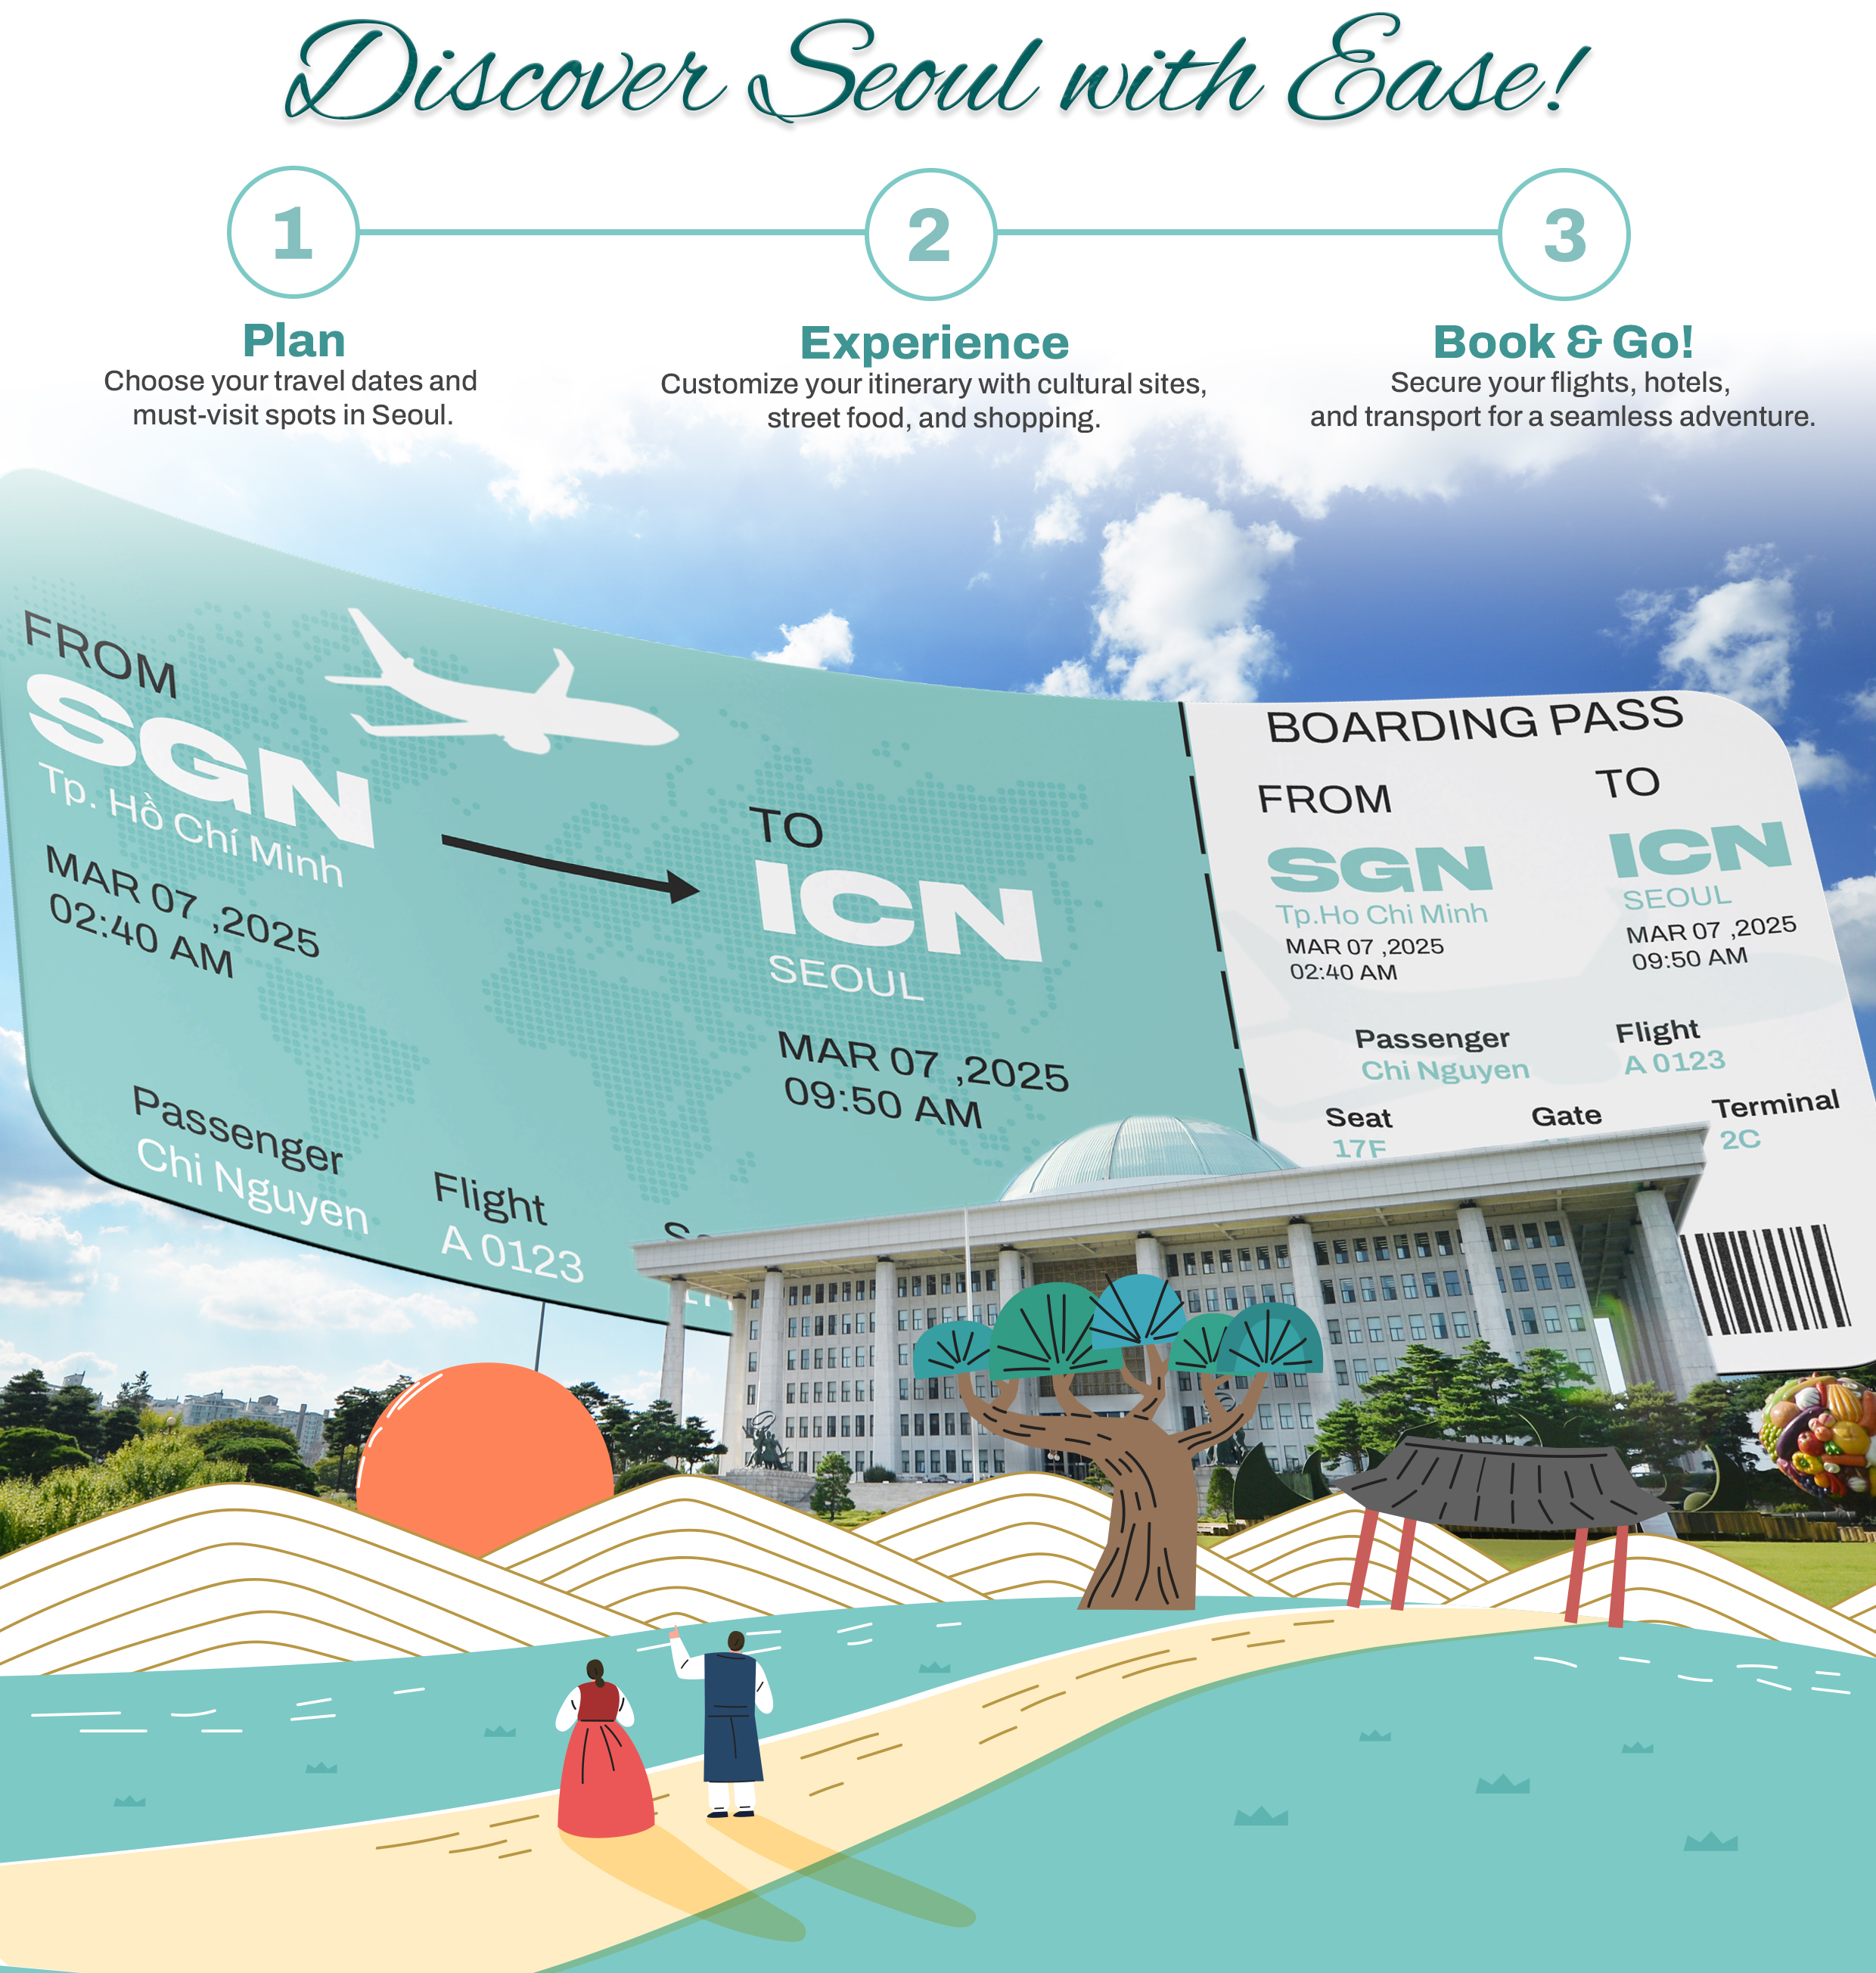 Discover Seoul with Ease!
1
2
3
Plan
Choose your travel dates and
must-visit spots in Seoul.
Experience
Customize your itinerary with cultural sites,
street food, and shopping.
Book & Go!
Secure your flights, hotels,
and transport for a seamless adventure.
FROM
SGN
Tp. Hồ Chí Minh
MAR 07 ,2025
02:40 AM
TO
ICN
SEOUL
MAR 07 ,2025
09:50 AM
Passenger
Chi Nguyen
Flight
A 0123
BOARDING PASS
FROM
SGN
Tp.Ho Chi Minh
MAR 07 ,2025
02:40 AM
TO
ICN
SEOUL
MAR 07 ,2025
09:50 AM
Passenger
Chi Nguyen
Flight
A 0123
Seat
17F
Gate
Terminal
2C